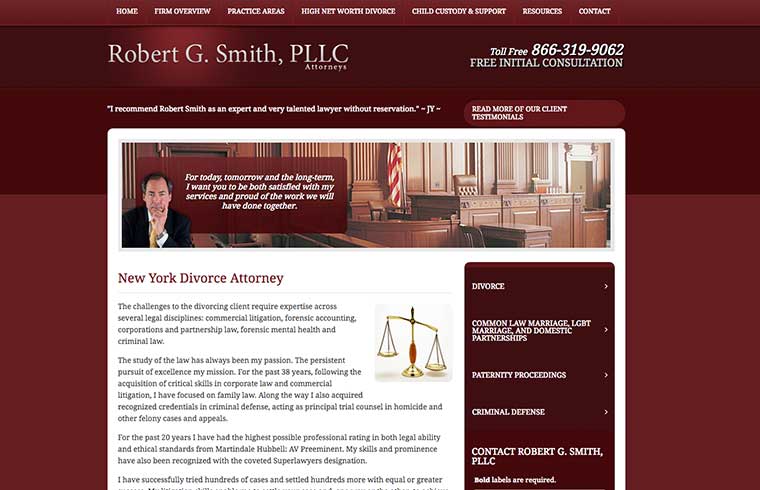 HOME FIRM OVERVIEW PRACTICE AREAS HIGH NET WORTH DIVORCE CHILD CUSTODY & SUPPORT RESOURCES CONTACT
Robert G. Smith, PLLC
Attorneys
Toll Free 866-319-9062
FREE INITIAL CONSULTATION
"I recommend Robert Smith as an expert and very talented lawyer without reservation." ~ JY ~
READ MORE OF OUR CLIENT
TESTIMONIALS
For today, tomorrow and the long-term,
I want you to be both satisfied with my
services and proud of the work we will
have done together.
New York Divorce Attorney
The challenges to the divorcing client require expertise across
several legal disciplines: commercial litigation, forensic accounting,
corporations and partnership law, forensic mental health and
criminal law.
The study of the law has always been my passion. The persistent
pursuit of excellence my mission. For the past 38 years, following the
acquisition of critical skills in corporate law and commercial
litigation, I have focused on family law. Along the way I also acquired
recognized credentials in criminal defense, acting as principal trial counsel in homicide and
other felony cases and appeals.
For the past 20 years I have had the highest possible professional rating in both legal ability
and ethical standards from Martindale Hubbell: AV Preeminent. My skills and prominence
have also been recognized with the coveted Superlawyers designation.
I have successfully tried hundreds of cases and settled hundreds more with equal or greater
DIVORCE
COMMON LAW MARRIAGE, LGBT
MARRIAGE, AND DOMESTIC
PARTNERSHIPS
PATERNITY PROCEEDINGS
CRIMINAL DEFENSE
CONTACT ROBERT G. SMITH,
PLLC
Bold labels are required.